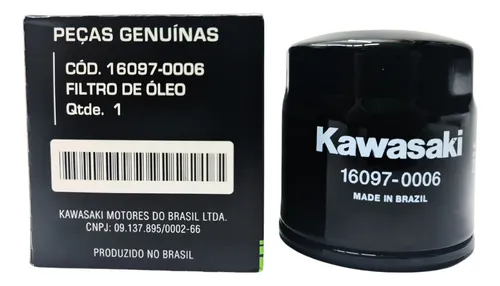 PEÇAS GENUÍNAS
CÓD. 16097-0006
FILTRO DE ÓLEO
Qtde. 1
KAWASAKI MOTORES DO BRASIL LTDA.
CNPJ: 09.137.895/0002-66
PRODUZIDO NO BRASIL
Kawasaki
16097-0006
MADE IN BRAZIL